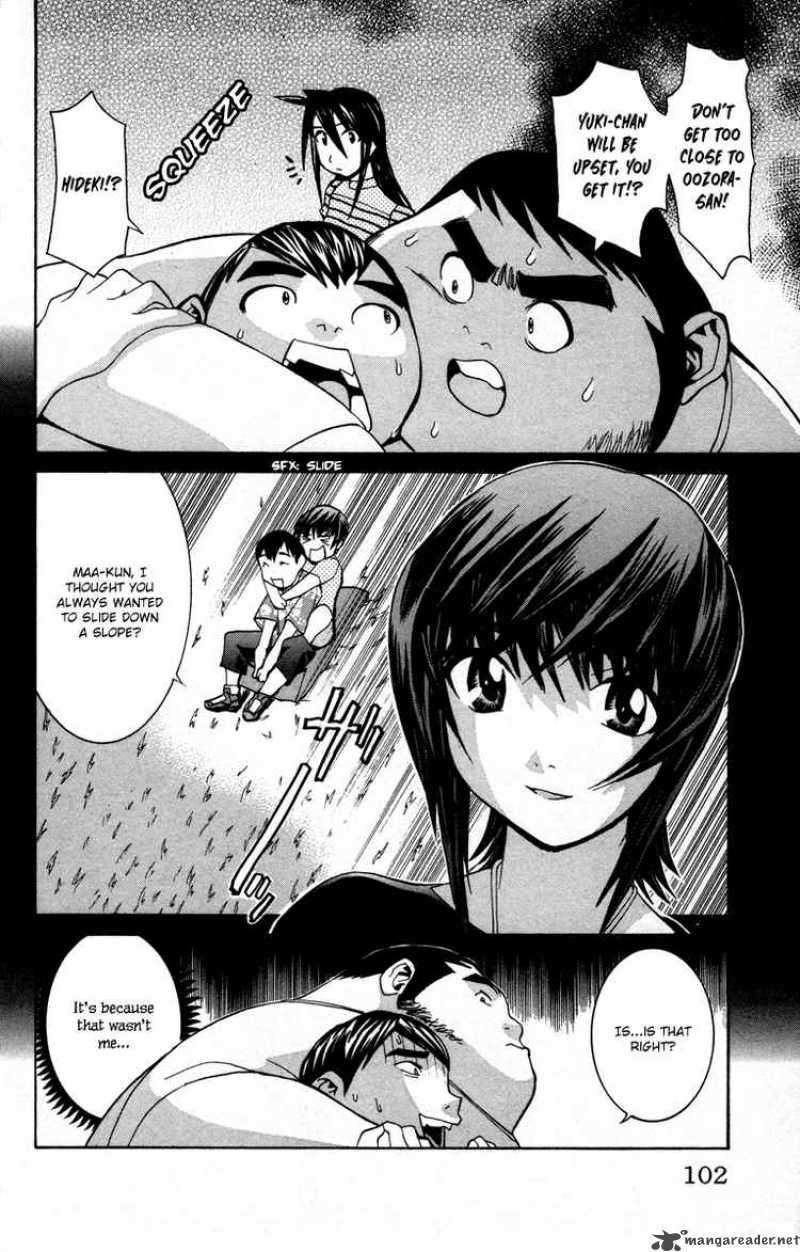 DON'T
GET TOO
CLOSE TO
OOZORA-
SAN!
YUKI-CHAN
WILL BE
UPSET, YOU
GET IT!?
SQUEEZE
HIDEKI!?
SFX: SLIDE
MAA-KUN, I
THOUGHT YOU
ALWAYS WANTED
TO SLIDE DOWN
A SLOPE?
IS...IS THAT
RIGHT?
It's because
that wasn't
me...
102
mangareader.net